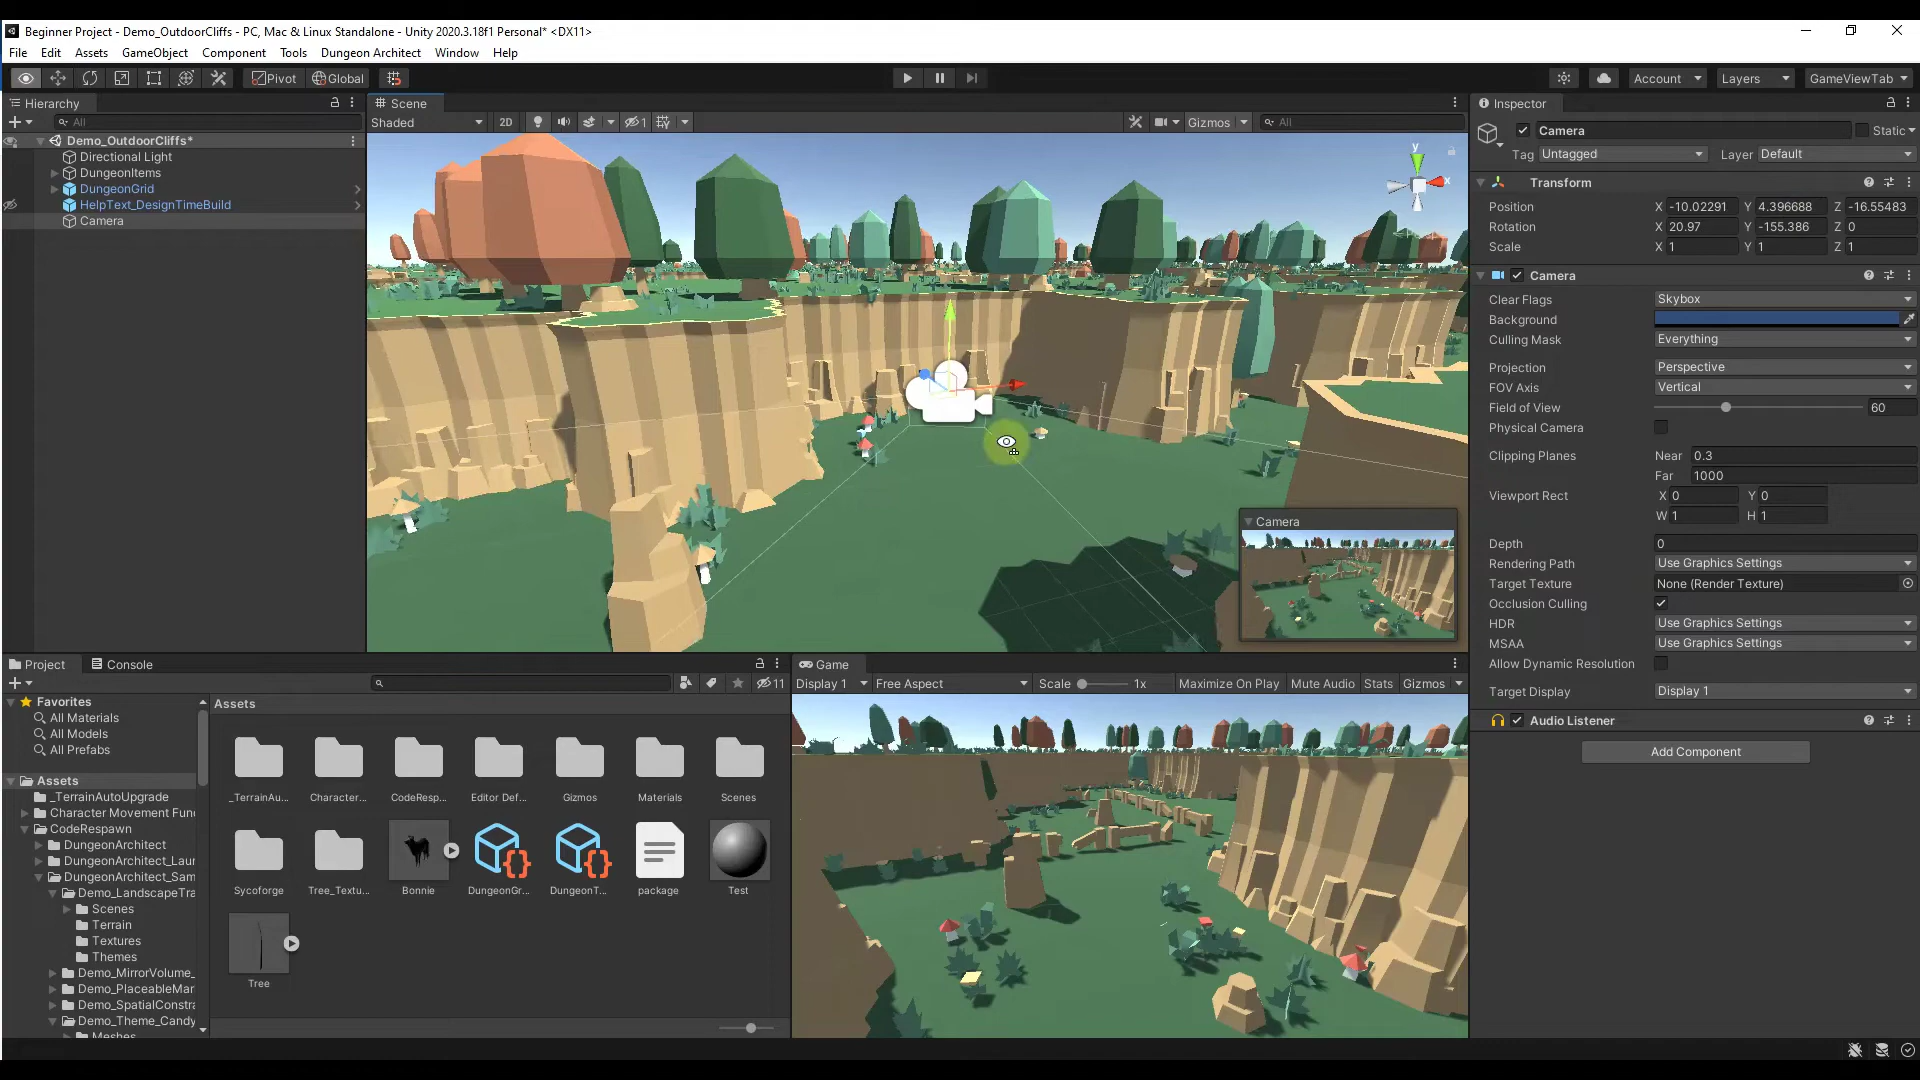 Beginner Project - Demo_OutdoorCliffs - PC, Mac & Linux Standalone - Unity 2020.3.18f1 Personal* <DX11>
File Edit Assets GameObject Component Tools Dungeon Architect Window Help
Pivot Global Account Layers GameViewTab
Hierarchy
All
Demo_OutdoorCliffs*
Directional Light
DungeonItems
DungeonGrid
HelpText_DesignTimeBuild
Camera
Scene
Shaded 2D 1 Gizmos All
y
x
Camera
Inspector
Camera Static
Tag Untagged Layer Default
Transform
Position X -10.02291 Y 4.396688 Z -16.55483
Rotation X 20.97 Y -155.386 Z 0
Scale X 1 Y 1 Z 1
Camera
Clear Flags Skybox
Background
Culling Mask Everything
Projection Perspective
FOV Axis Vertical
Field of View 60
Physical Camera
Clipping Planes Near 0.3
Far 1000
Viewport Rect X 0 Y 0
W 1 H 1
Depth 0
Rendering Path Use Graphics Settings
Target Texture None (Render Texture)
Occlusion Culling
HDR Use Graphics Settings
MSAA Use Graphics Settings
Allow Dynamic Resolution
Target Display Display 1
Audio Listener
Add Component
Project Console
11
Favorites
All Materials
All Models
All Prefabs
Assets
_TerrainAutoUpgrade
Character Movement Fun
CodeRespawn
DungeonArchitect
DungeonArchitect_Laur
DungeonArchitect_Sam
Demo_LandscapeTra
Scenes
Terrain
Textures
Themes
Demo_MirrorVolume_
Demo_PlaceableMar
Demo_SpatialConstra
Demo_Theme_Candy
Meshes
Assets
_TerrainAu... Character... CodeResp... Editor Def... Gizmos Materials Scenes
Sycoforge Tree_Textu... Bonnie DungeonGr... DungeonT... package Test
Tree
Game
Display 1 Free Aspect Scale 1x Maximize On Play Mute Audio Stats Gizmos